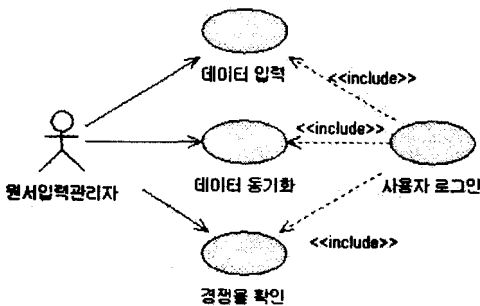 데이터 입력
<<include>>
<<include>>
원서입력관리자
데이터 동기화
사용자 로그인
<<include>>
경쟁률 확인